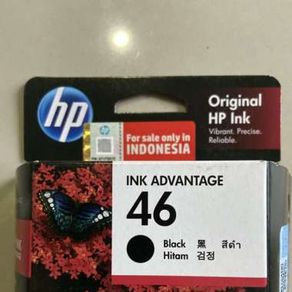 hp
Original
HP Ink
Vibrant. Precise.
Reliable.
For sale only in
INDONESIA
INK ADVANTAGE
46
Black 黑 สีดำ
Hitam 검정